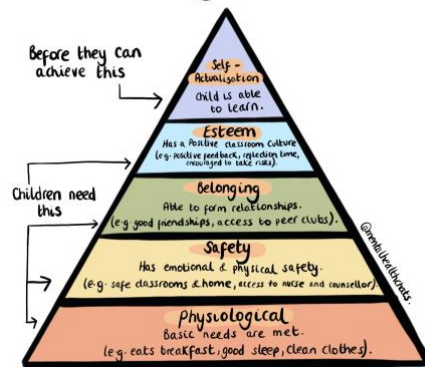 Before they can
achieve this
Self-
Actualisation
Child is able
to learn.
Esteem
Has a Positive classroom culture
(e.g. positive feedback, reflection time,
encouraged to take risks).
Children need
this
Belonging
Able to form relationships.
(e.g good friendships, access to peer clubs).
Safety
Has emotional & physical safety.
(e.g. safe classrooms & home, access to nurse and counsellor)
Physiological
Basic needs are met.
(e.g. eats breakfast, good sleep, clean clothes).
@mentalhealthchats.